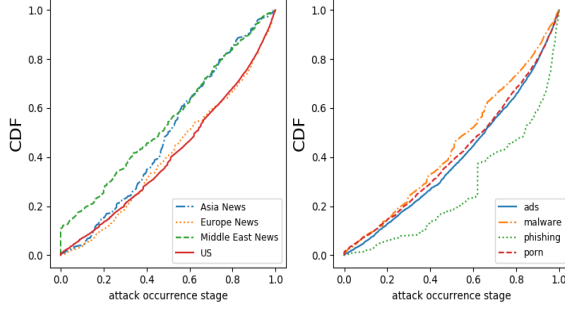 CDF
1.0
0.8
0.6
0.4
0.2
0.0
Asia News
Europe News
Middle East News
US
0.0 0.2 0.4 0.6 0.8 1.0
attack occurrence stage
CDF
1.0
0.8
0.6
0.4
0.2
0.0
ads
malware
phishing
porn
0.0 0.2 0.4 0.6 0.8 1.0
attack occurrence stage